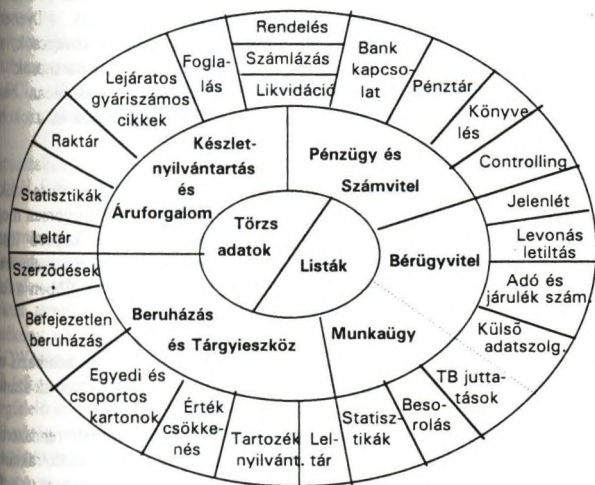 Rendelés
Számlázás
Likvidáció
Bank
kapcso-
lat
Pénztár
Könyve
lés
Controlling
Jelenlét
Levonás
letiltás
Adó és
járulék szám.
Külső
adatszolg.
TB jutta-
tások
Beso-
rolás
Statisz-
tikák
Lel-
tár
Tartozék
nyilvánt.
Érték
csökke-
nés
Egyedi és
csoportos
kartonok
Befejezetlen
beruházás
Szerződések
Leltár
Statisztikák
Raktár
Lejáratos
gyáriszámos
cikkek
Fogla-
lás
Készlet-
nyilvántartás
és
Áruforgalom
Pénzügy és
Számvitel
Bérügyvitel
Munkaügy
Beruházás
és Tárgyieszköz
Törzs
adatok
Listák